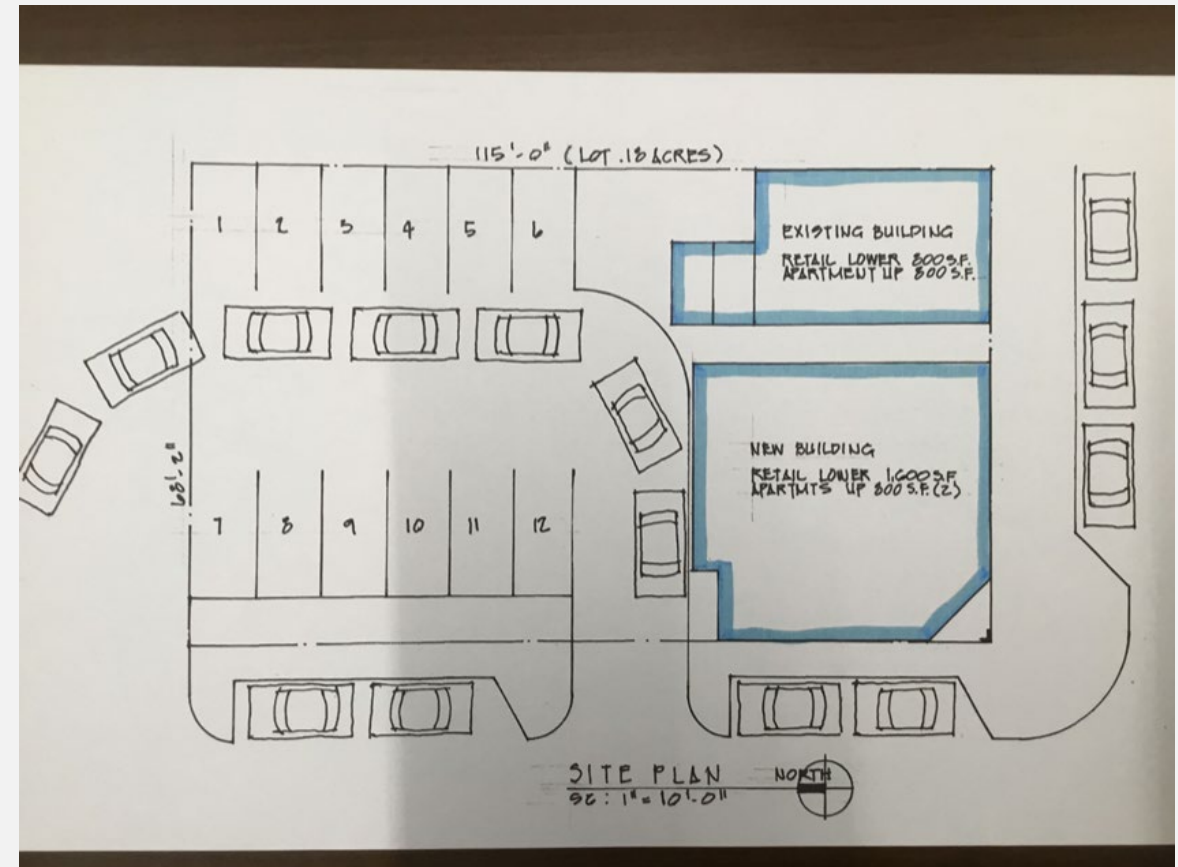 115'-0" (LOT .18 ACRES)
1 2 3 4 5 6
EXISTING BUILDING
RETAIL LOWER 800 S.F.
APARTMENT UP 800 S.F.
68'-2"
NEW BUILDING
RETAIL LOWER 1,600 S.F.
APARTMTS UP 800 S.F. (2)
7 8 9 10 11 12
SITE PLAN
SC: 1" = 10'-0"
NORTH